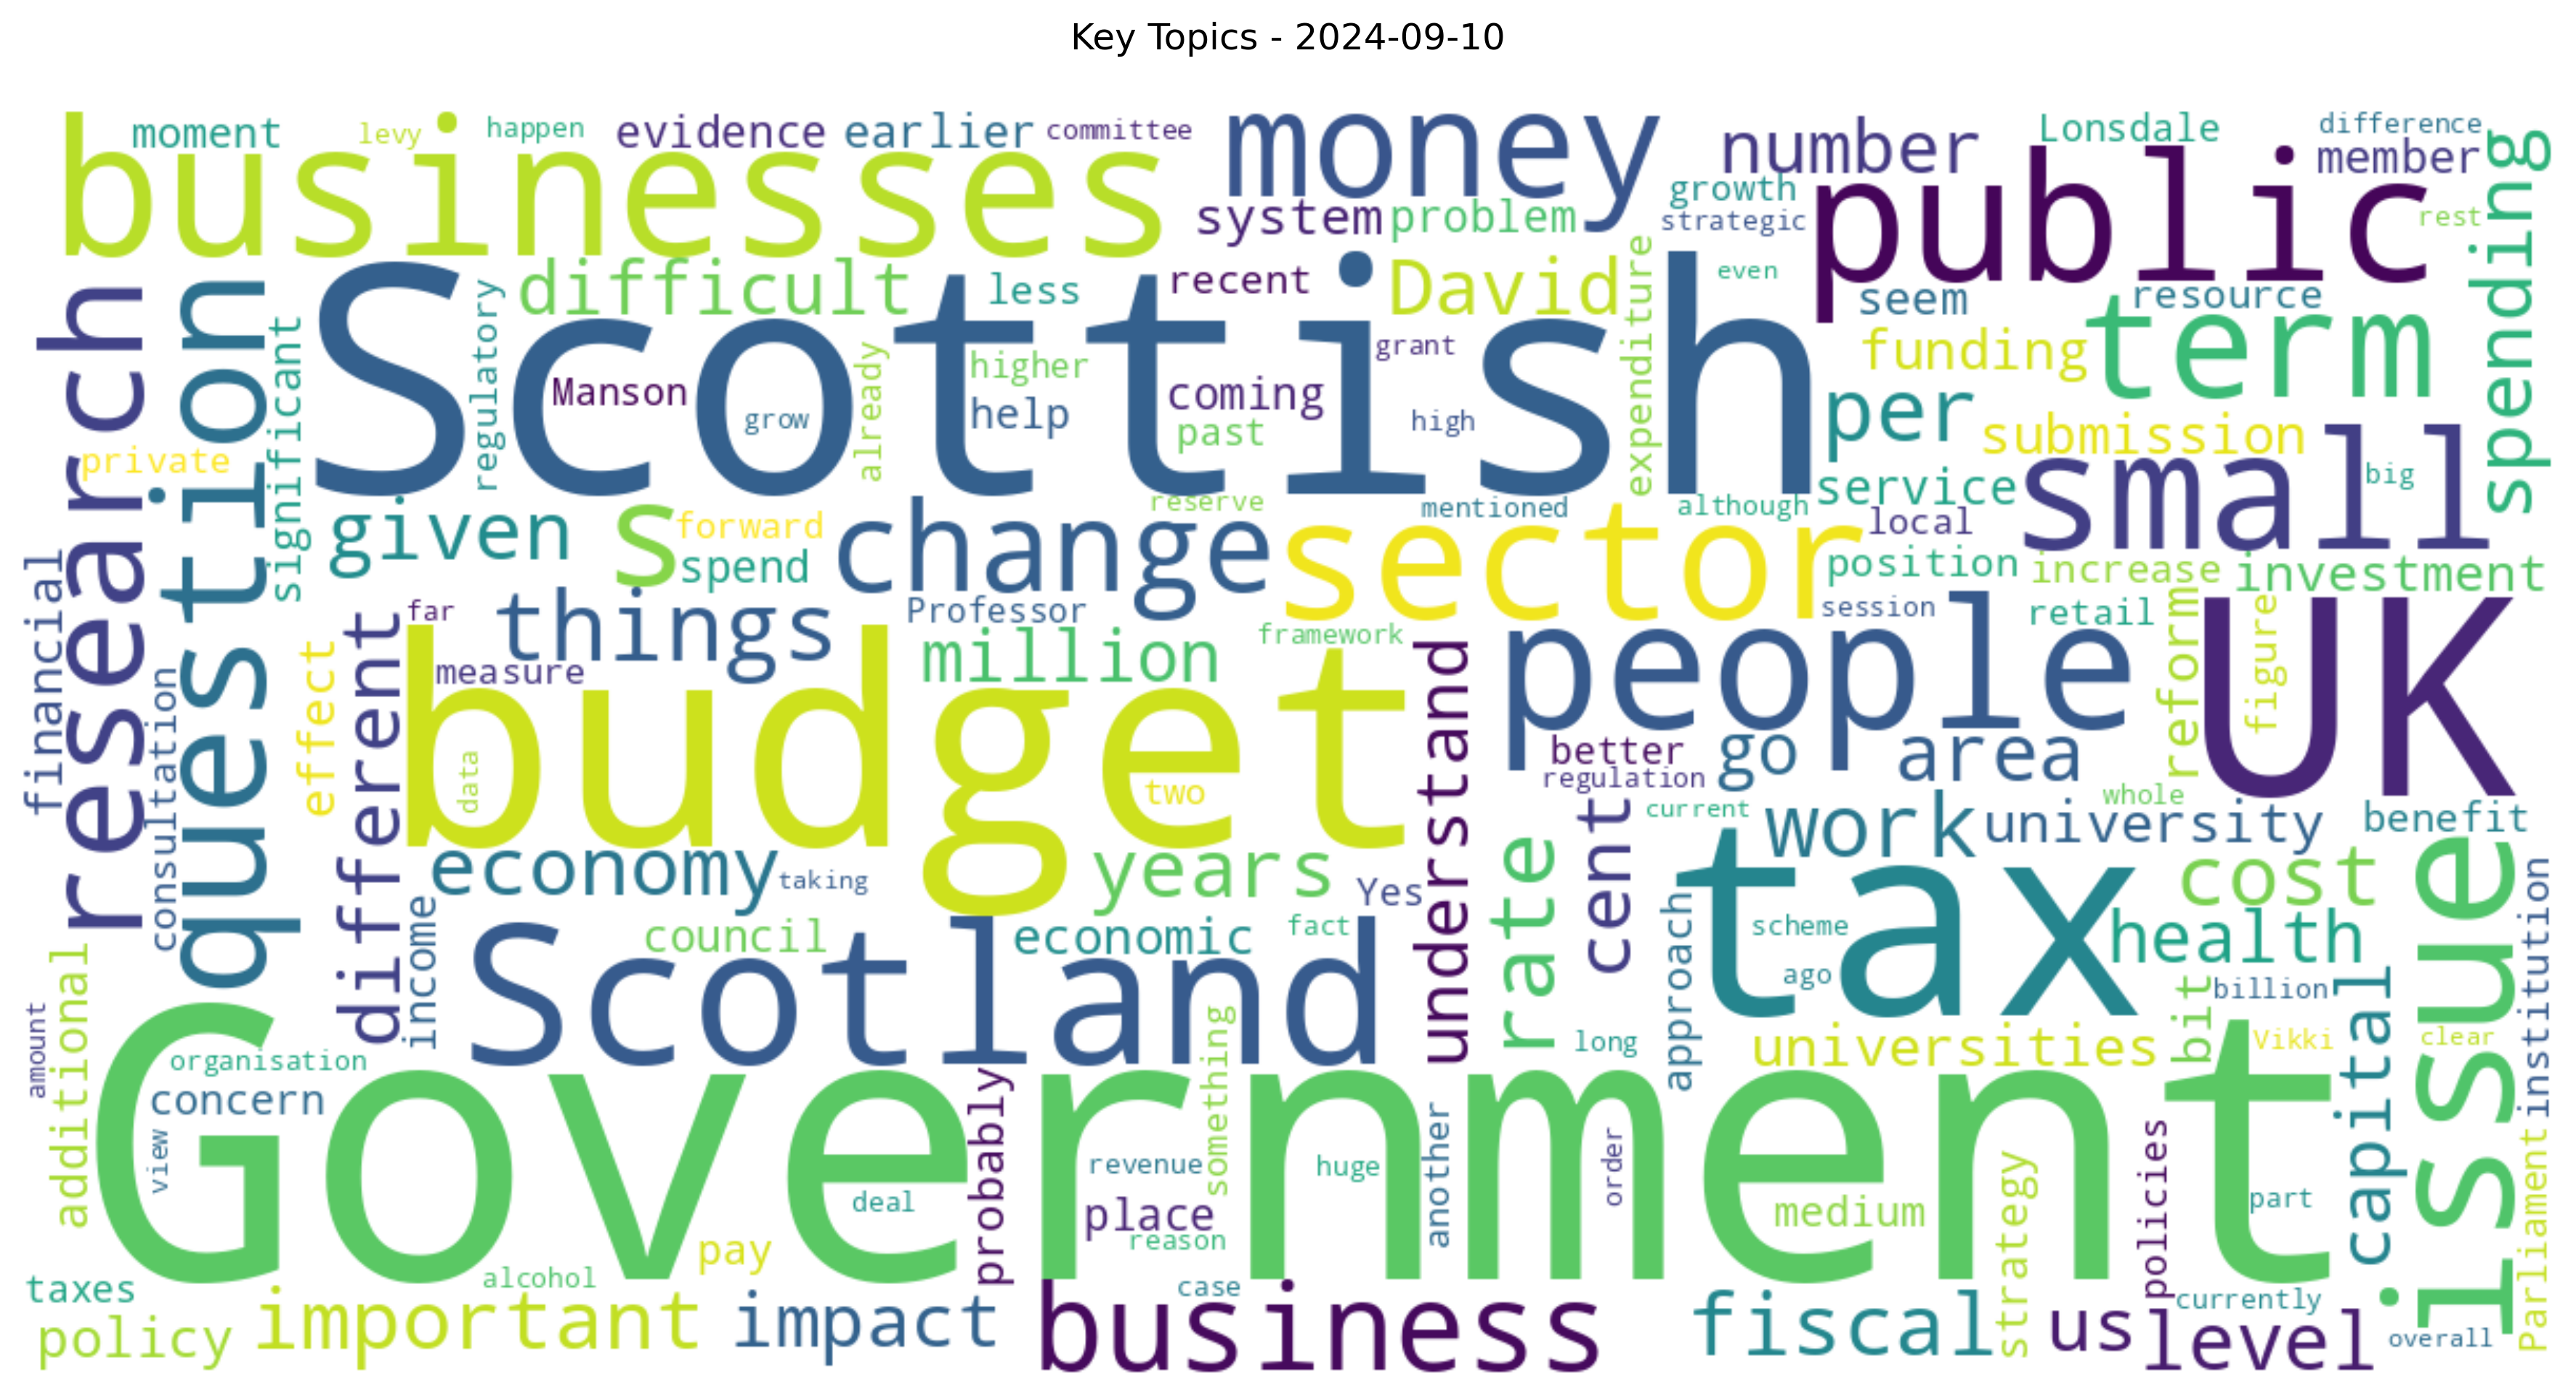 Key Topics - 2024-09-10
moment
levy
happen
evidence
earlier
committee
businesses
money
number
Lonsdale
difference
member
system
problem
growth
strategic
public
rest
spending
research
question
significant
regulatory
difficult
Scottish
less
recent
David
expenditure
even
seem
resource
term
funding
Manson
grow
already
higher
help
coming
past
grant
high
per
submission
private
service
small
big
given
s
forward
spend
change
reserve
sector
mentioned
although
local
position
increase
investment
financial
consultation
effect
different
far
things
measure
Professor
million
framework
understand
people
session
retail
reform
figure
UK
budget
data
two
better
regulation
go
area
whole
current
cent
work
university
benefit
economy
taking
years
Yes
rate
approach
tax
scheme
ago
cost
health
issue
institution
income
Scotland
council
economic
fact
long
universities
bit
billion
Vikki
capital
clear
amount
additional
organisation
concern
view
Government
deal
probably
revenue
place
reason
something
huge
another
order
medium
strategy
policies
part
Parliament
taxes
policy
important
alcohol
pay
impact
case
business
fiscal
us
level
currently
overall